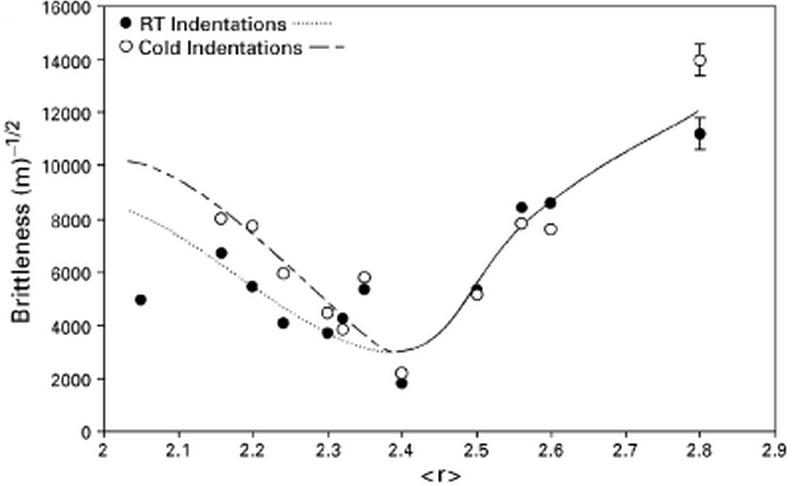 16000
14000
12000
10000
8000
6000
4000
2000
0
Brittleness (m)−1/2
RT Indentations
Cold Indentations
2 2.1 2.2 2.3 2.4 2.5 2.6 2.7 2.8 2.9
<r>